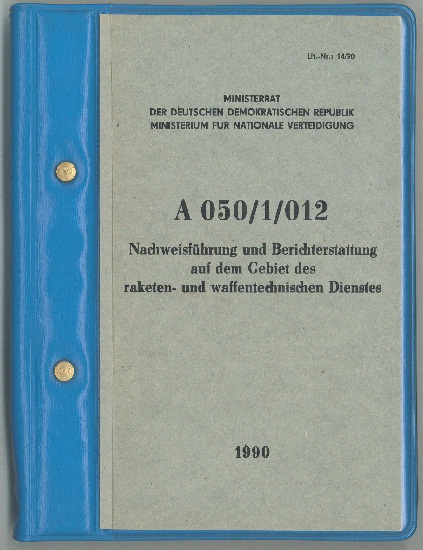 Lfd.-Nr.: 14/90
MINISTERRAT
DER DEUTSCHEN DEMOKRATISCHEN REPUBLIK
MINISTERIUM FÜR NATIONALE VERTEIDIGUNG
A 050/1/012
Nachweisführung und Berichterstattung
auf dem Gebiet des
raketen- und waffentechnischen Dienstes
1990